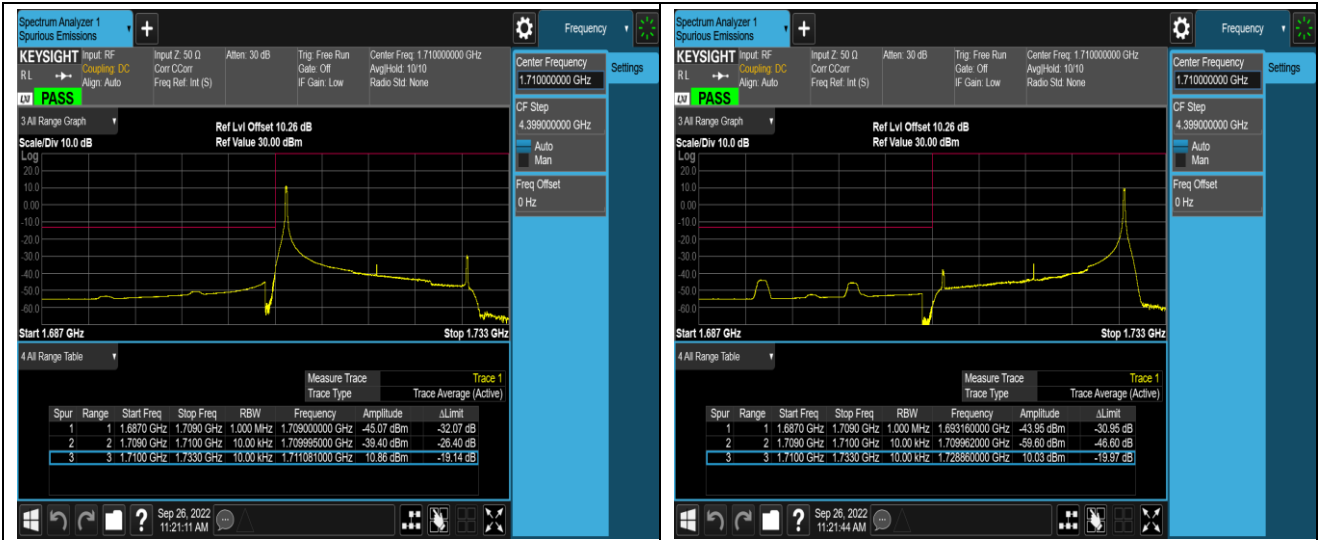 Spectrum Analyzer 1
Spurious Emissions
+
Frequency
KEYSIGHT Input: RF Input Z: 50 Ω Atten: 30 dB Trig: Free Run Center Freq: 1.710000000 GHz
RL Coupling: DC Corr CCorr Gate: Off Avg|Hold: 10/10
Align: Auto Freq Ref: Int (S) IF Gain: Low Radio Std: None
LXI PASS
Center Frequency
1.710000000 GHz
Settings
CF Step
4.399000000 GHz
Auto
Man
Freq Offset
0 Hz
3 All Range Graph
Ref Lvl Offset 10.26 dB
Scale/Div 10.0 dB Ref Value 30.00 dBm
Log
20.0
10.0
0.00
-10.0
-20.0
-30.0
-40.0
-50.0
-60.0
Start 1.687 GHz Stop 1.733 GHz
4 All Range Table
Measure Trace Trace 1
Trace Type Trace Average (Active)
Spur Range Start Freq Stop Freq RBW Frequency Amplitude ΔLimit
1 1 1.6870 GHz 1.7090 GHz 1.000 MHz 1.709000000 GHz -45.07 dBm -32.07 dB
2 2 1.7090 GHz 1.7100 GHz 10.00 kHz 1.709995000 GHz -39.40 dBm -26.40 dB
3 3 1.7100 GHz 1.7330 GHz 10.00 kHz 1.711081000 GHz 10.86 dBm -19.14 dB
? Sep 26, 2022
11:21:11 AM
Spectrum Analyzer 1
Spurious Emissions
+
Frequency
KEYSIGHT Input: RF Input Z: 50 Ω Atten: 30 dB Trig: Free Run Center Freq: 1.710000000 GHz
RL Coupling: DC Corr CCorr Gate: Off Avg|Hold: 10/10
Align: Auto Freq Ref: Int (S) IF Gain: Low Radio Std: None
LXI PASS
Center Frequency
1.710000000 GHz
Settings
CF Step
4.399000000 GHz
Auto
Man
Freq Offset
0 Hz
3 All Range Graph
Ref Lvl Offset 10.26 dB
Scale/Div 10.0 dB Ref Value 30.00 dBm
Log
20.0
10.0
0.00
-10.0
-20.0
-30.0
-40.0
-50.0
-60.0
Start 1.687 GHz Stop 1.733 GHz
4 All Range Table
Measure Trace Trace 1
Trace Type Trace Average (Active)
Spur Range Start Freq Stop Freq RBW Frequency Amplitude ΔLimit
1 1 1.6870 GHz 1.7090 GHz 1.000 MHz 1.693160000 GHz -43.95 dBm -30.95 dB
2 2 1.7090 GHz 1.7100 GHz 10.00 kHz 1.709962000 GHz -59.60 dBm -46.60 dB
3 3 1.7100 GHz 1.7330 GHz 10.00 kHz 1.728860000 GHz 10.03 dBm -19.97 dB
? Sep 26, 2022
11:21:44 AM